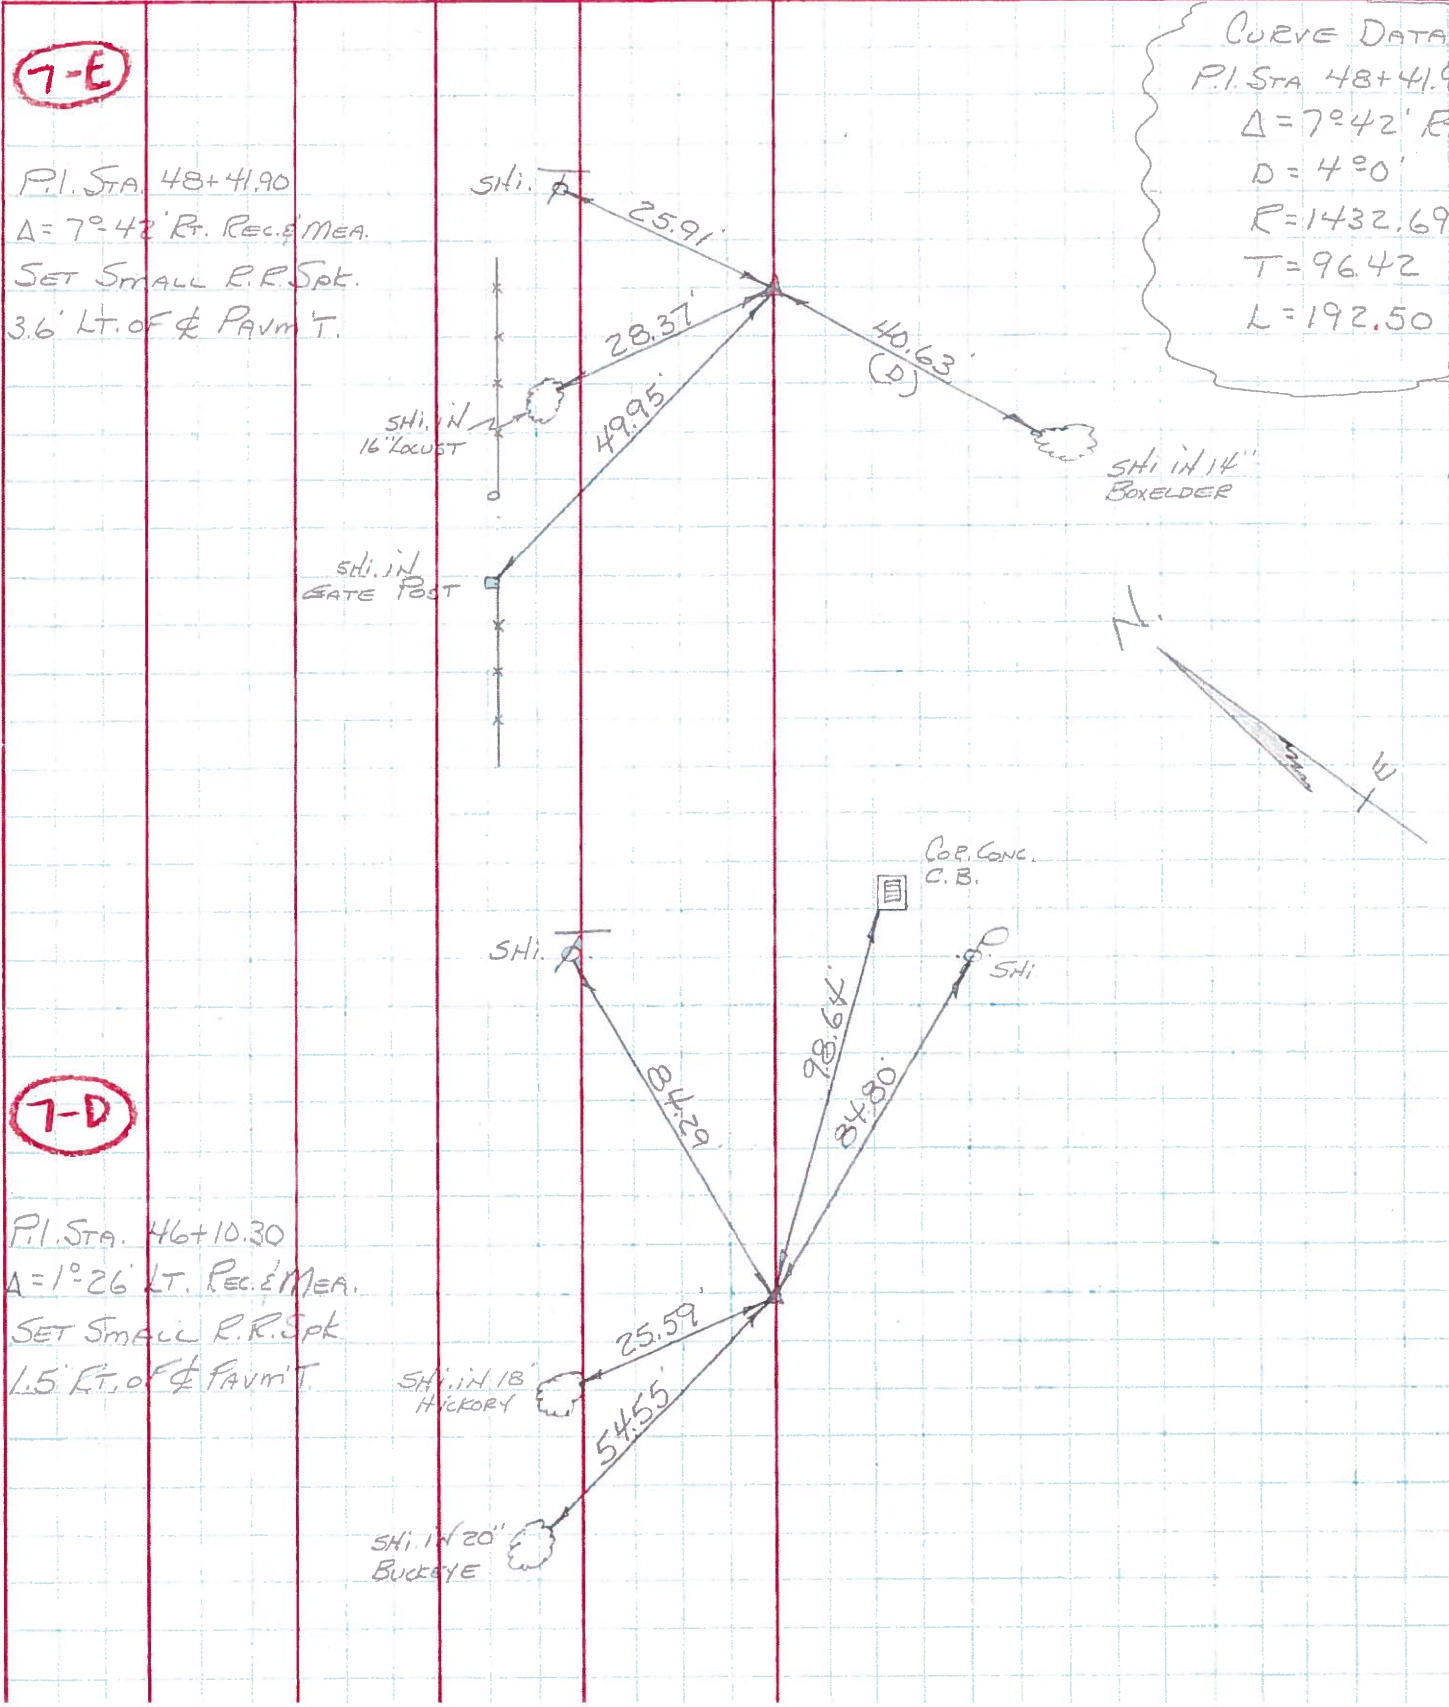 7-E
P.I. STA. 48+41.90
Δ = 7°-42' RT. REC. & MEA.
SET SMALL R.R. SPK.
3.6' LT. OF ℄ PAVM'T.
CURVE DATA
P.I. STA 48+41.9
Δ = 7°42' R
D = 4°0'
R = 1432.69
T = 96.42
L = 192.50
SHi.
25.91'
28.37'
49.95'
40.63'
(D)
SHi. iN
16" LOCUST
SHi iN 14"
BOXELDER
SHi. iN
GATE POST
N.
E
COR. CONC.
C.B.
SHi.
SHi
84.29'
98.64'
84.80'
7-D
P.I. STA. 46+10.30
Δ = 1°-26' LT. REC. & MEA.
SET SMALL R.R. SPK
1.5' RT. OF ℄ PAVM'T.
25.59'
54.55'
SHi. iN 18"
HICKORY
SHi. iN 20"
BUCKEYE